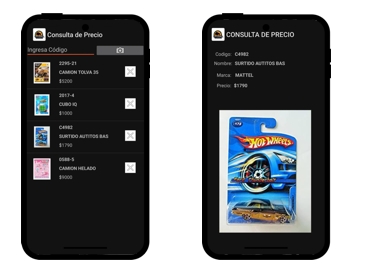 Consulta de Precio
Ingresa Código
2295-21
CAMION TOLVA 35
$5200
2017-4
CUBO IQ
$1000
C4982
SURTIDO AUTITOS BAS
$1790
0588-5
CAMION HELADO
CONSULTA DE PRECIO
Codigo: C4982
Nombre: SURTIDO AUTITOS BAS
Marca: MATTEL
Precio: $1790
HOT WHEELS